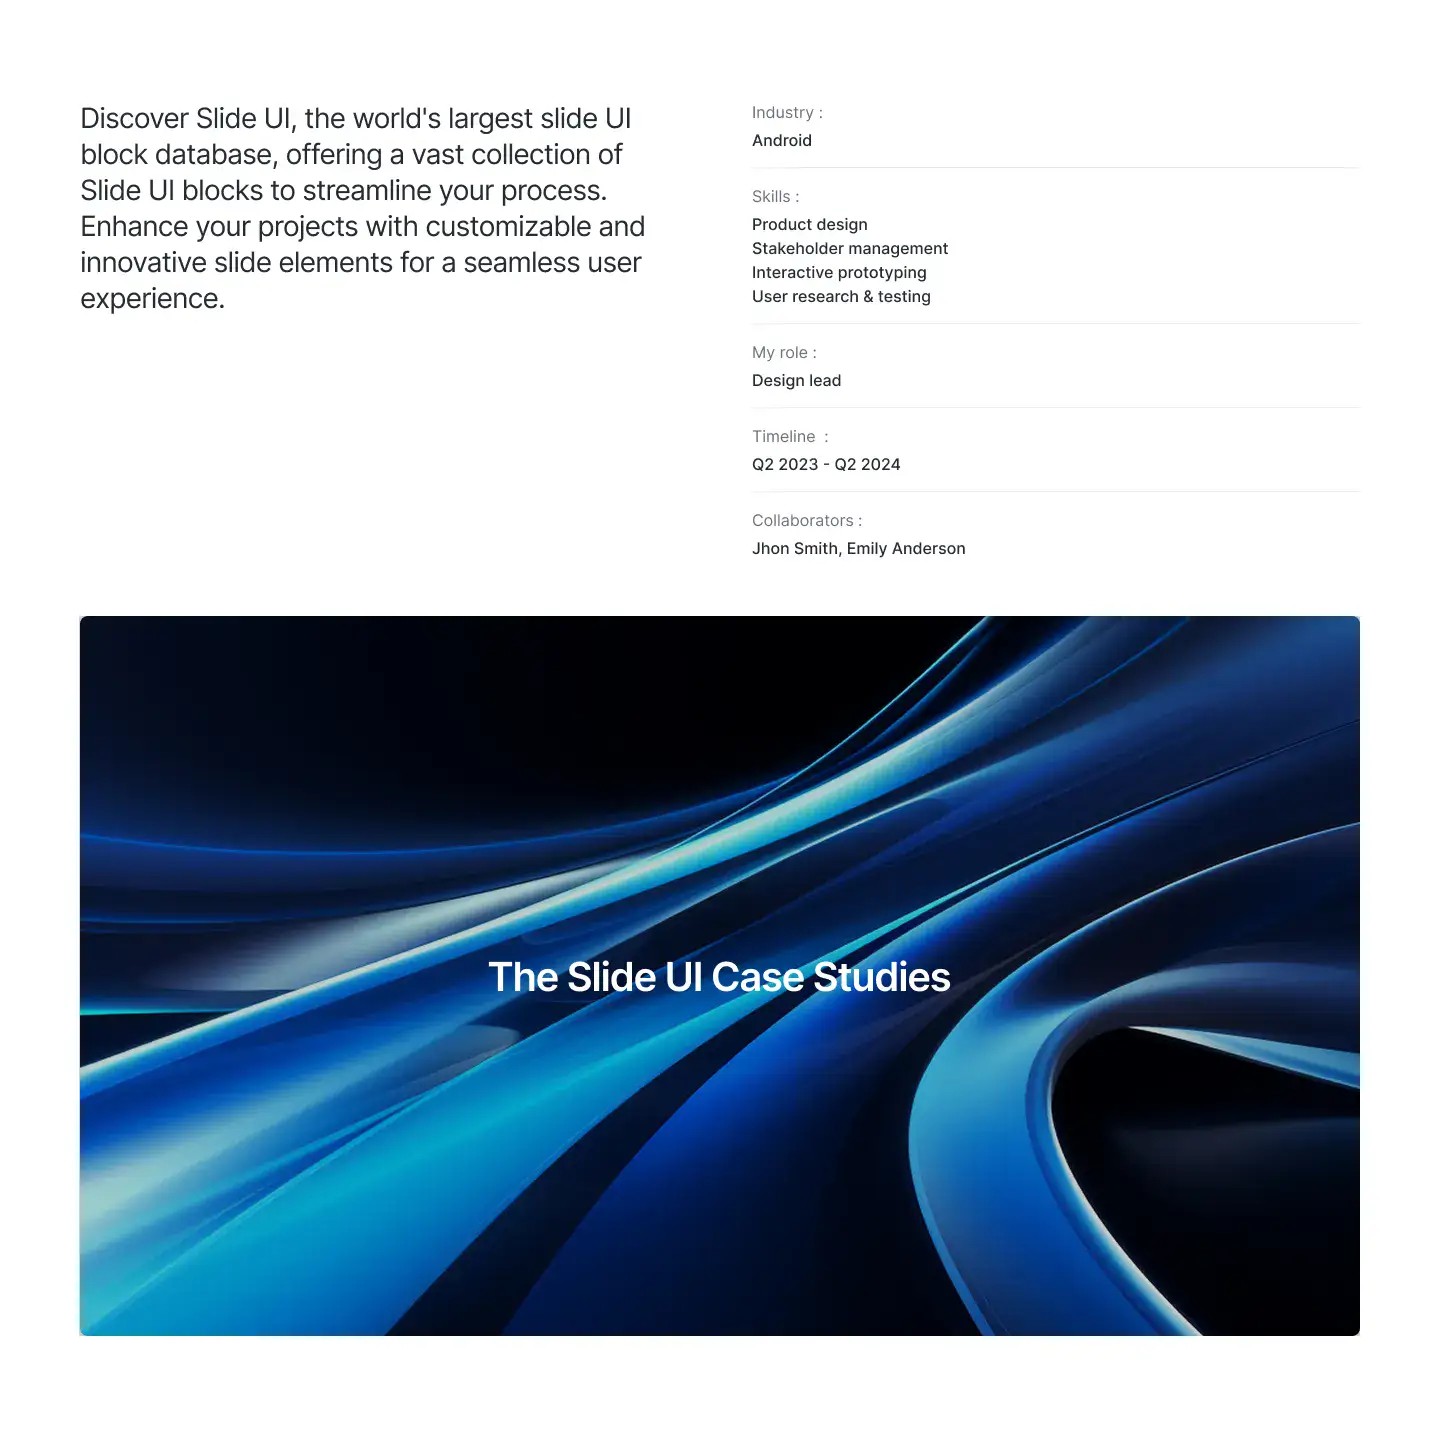 Discover Slide UI, the world's largest slide UI
block database, offering a vast collection of
Slide UI blocks to streamline your process.
Enhance your projects with customizable and
innovative slide elements for a seamless user
experience.
Industry :
Android
Skills :
Product design
Stakeholder management
Interactive prototyping
User research & testing
My role :
Design lead
Timeline  :
Q2 2023 - Q2 2024
Collaborators :
Jhon Smith, Emily Anderson
The Slide UI Case Studies